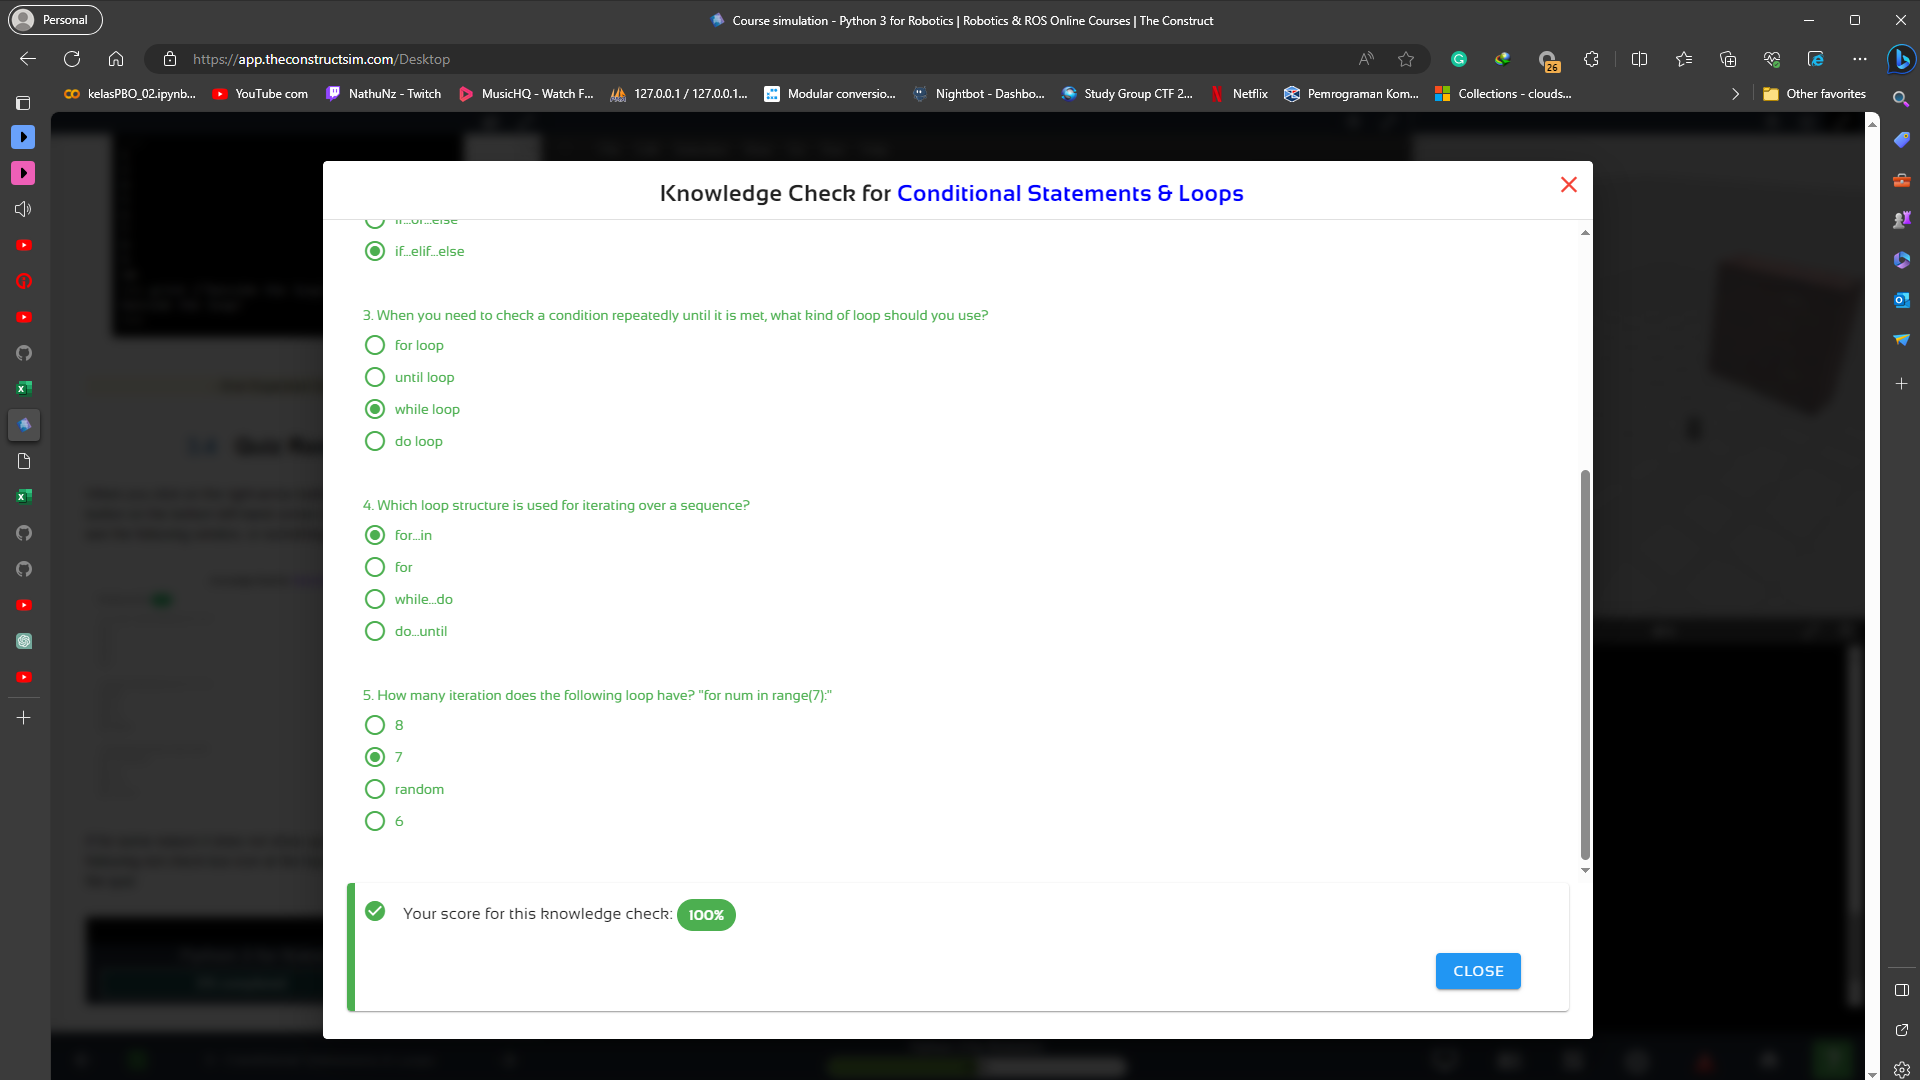 Personal
Course simulation - Python 3 for Robotics | Robotics & ROS Online Courses | The Construct
https://app.theconstructsim.com/Desktop
26
kelasPBO_02.ipynb...
YouTube com
NathuNz - Twitch
MusicHQ - Watch F...
127.0.0.1 / 127.0.0.1...
Modular conversio...
Nightbot - Dashbo...
Study Group CTF 2...
Netflix
Pemrograman Kom...
Collections - clouds...
Other favorites
Knowledge Check for Conditional Statements & Loops
if...or...else
if...elif...else
3. When you need to check a condition repeatedly until it is met, what kind of loop should you use?
for loop
until loop
while loop
do loop
4. Which loop structure is used for iterating over a sequence?
for...in
for
while...do
do...until
5. How many iteration does the following loop have? "for num in range(7):"
8
7
random
6
Your score for this knowledge check: 100%
CLOSE